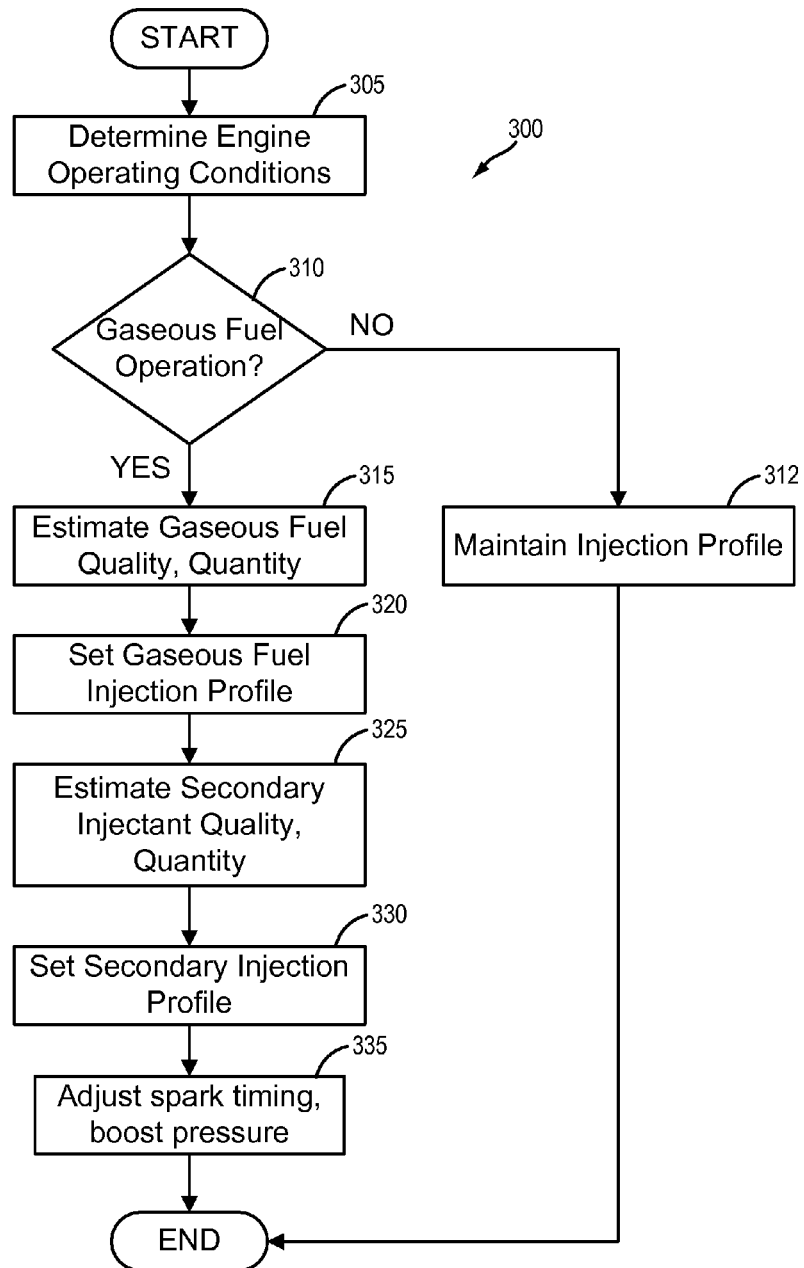 START
305
Determine Engine
Operating Conditions
300
310
Gaseous Fuel
Operation?
NO
YES
315
Estimate Gaseous Fuel
Quality, Quantity
312
Maintain Injection Profile
320
Set Gaseous Fuel
Injection Profile
325
Estimate Secondary
Injectant Quality,
Quantity
330
Set Secondary Injection
Profile
335
Adjust spark timing,
boost pressure
END